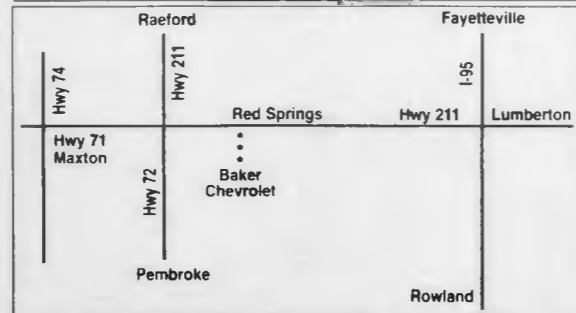 Raeford
Fayetteville
Hwy 74
Hwy 211
I-95
Red Springs
Hwy 211
Lumberton
Hwy 71
Maxton
Hwy 72
Baker
Chevrolet
Pembroke
Rowland